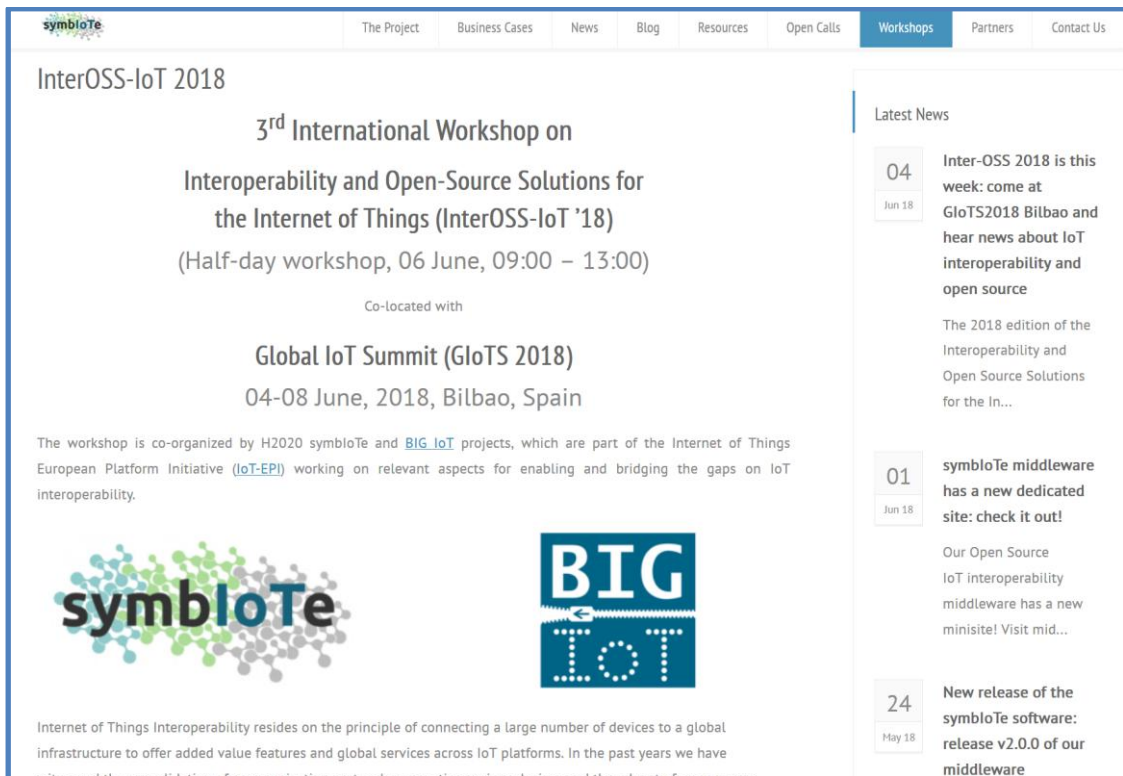 symbIoTe
The Project Business Cases News Blog Resources Open Calls Workshops Partners Contact Us
InterOSS-IoT 2018
3rd International Workshop on
Interoperability and Open-Source Solutions for
the Internet of Things (InterOSS-IoT ’18)
(Half-day workshop, 06 June, 09:00 – 13:00)
Co-located with
Global IoT Summit (GIoTS 2018)
04-08 June, 2018, Bilbao, Spain
The workshop is co-organized by H2020 symbIoTe and BIG IoT projects, which are part of the Internet of Things
European Platform Initiative (IoT-EPI) working on relevant aspects for enabling and bridging the gaps on IoT
interoperability.
symbIoTe
BIG
IoT
Internet of Things Interoperability resides on the principle of connecting a large number of devices to a global
infrastructure to offer added value features and global services across IoT platforms. In the past years we have
Latest News
04
Jun 18
Inter-OSS 2018 is this
week: come at
GIoTS2018 Bilbao and
hear news about IoT
interoperability and
open source
The 2018 edition of the
Interoperability and
Open Source Solutions
for the In...
01
Jun 18
symbIoTe middleware
has a new dedicated
site: check it out!
Our Open Source
IoT interoperability
middleware has a new
minisite! Visit mid...
24
May 18
New release of the
symbIoTe software:
release v2.0.0 of our
middleware